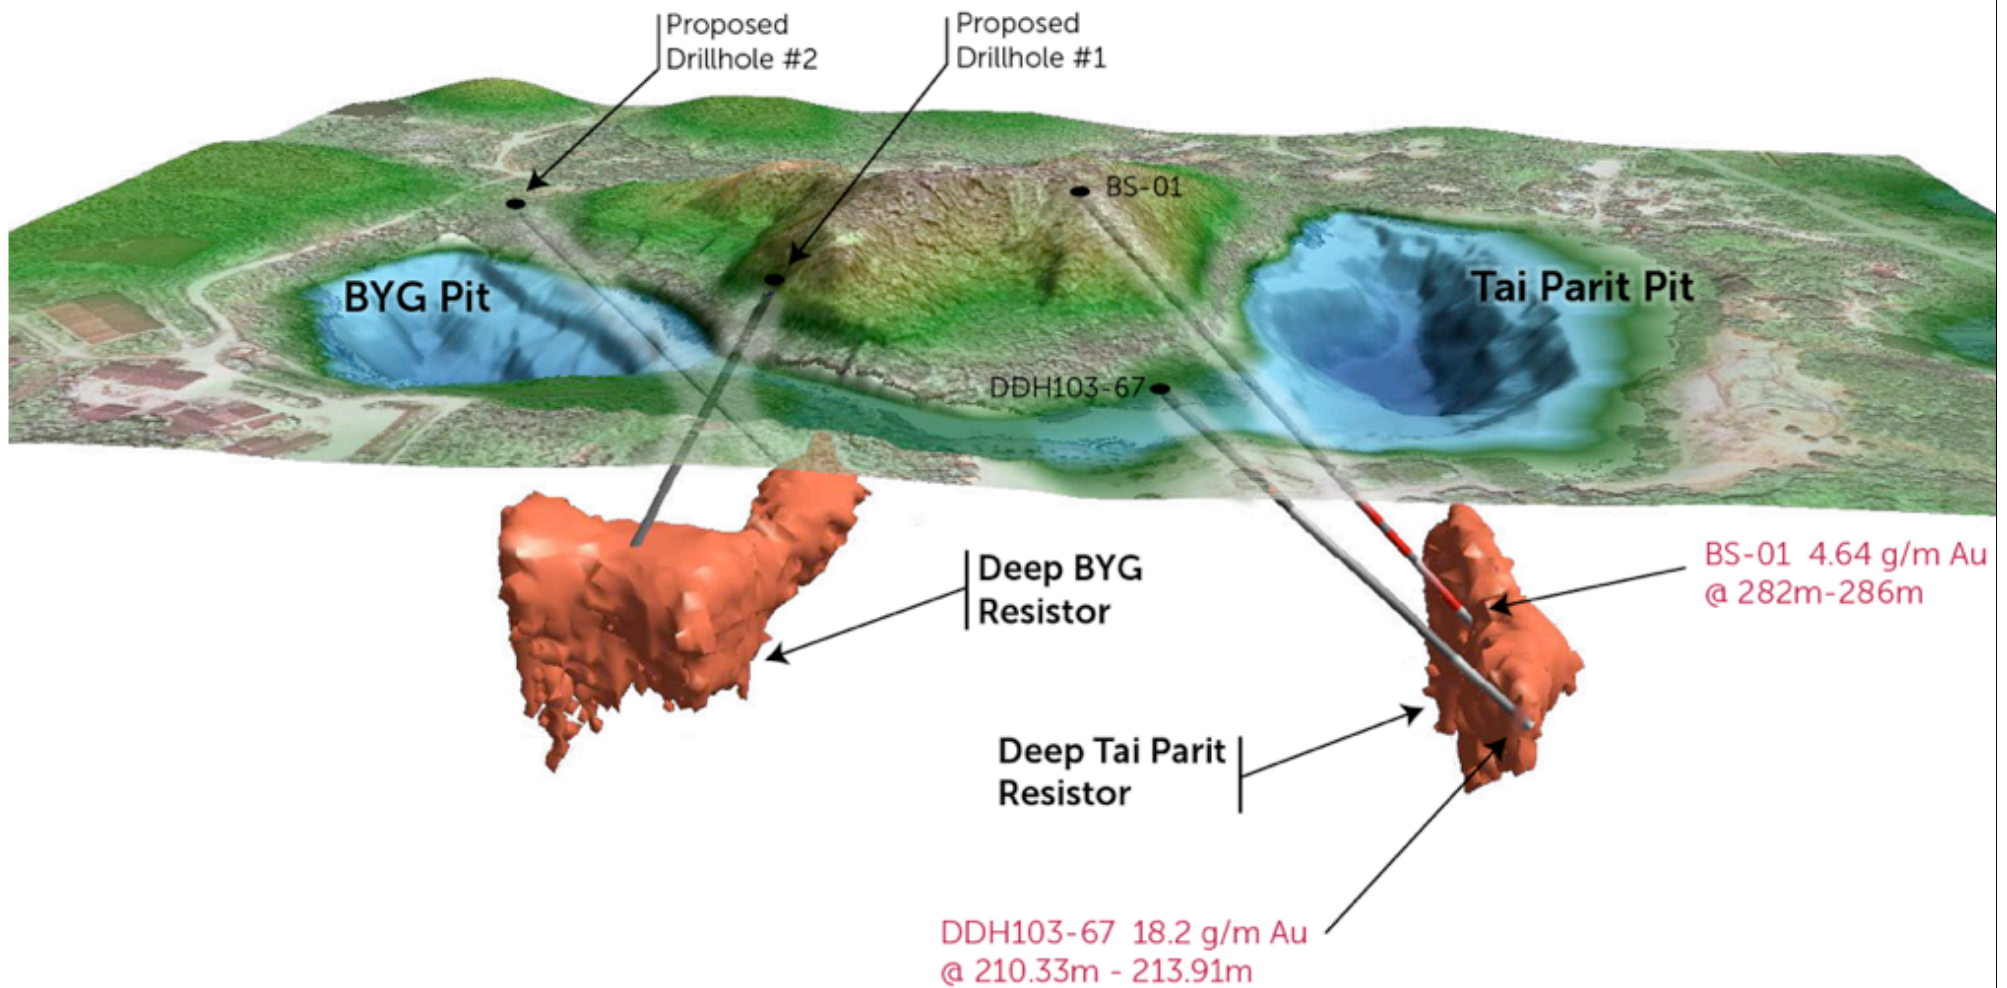 Proposed
Drillhole #2
Proposed
Drillhole #1
BS-01
BYG Pit
Tai Parit Pit
DDH103-67
Deep BYG
Resistor
BS-01 4.64 g/m Au
@ 282m-286m
Deep Tai Parit
Resistor
DDH103-67 18.2 g/m Au
@ 210.33m - 213.91m